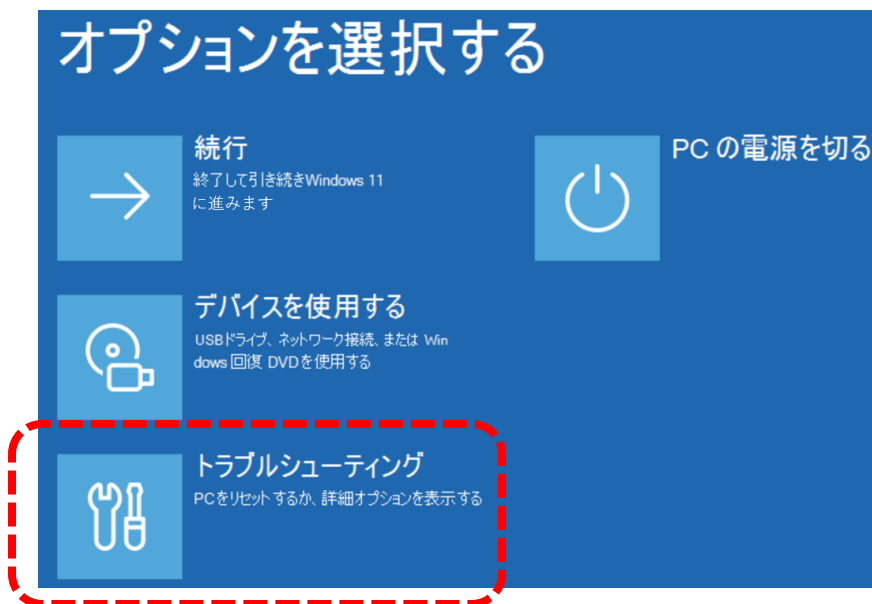 オプションを選択する
続行
終了して引き続きWindows 11
に進みます
PC の電源を切る
デバイスを使用する
USBドライブ、ネットワーク接続、または Win
dows 回復 DVDを使用する
トラブルシューティング
PCをリセットするか、詳細オプションを表示する